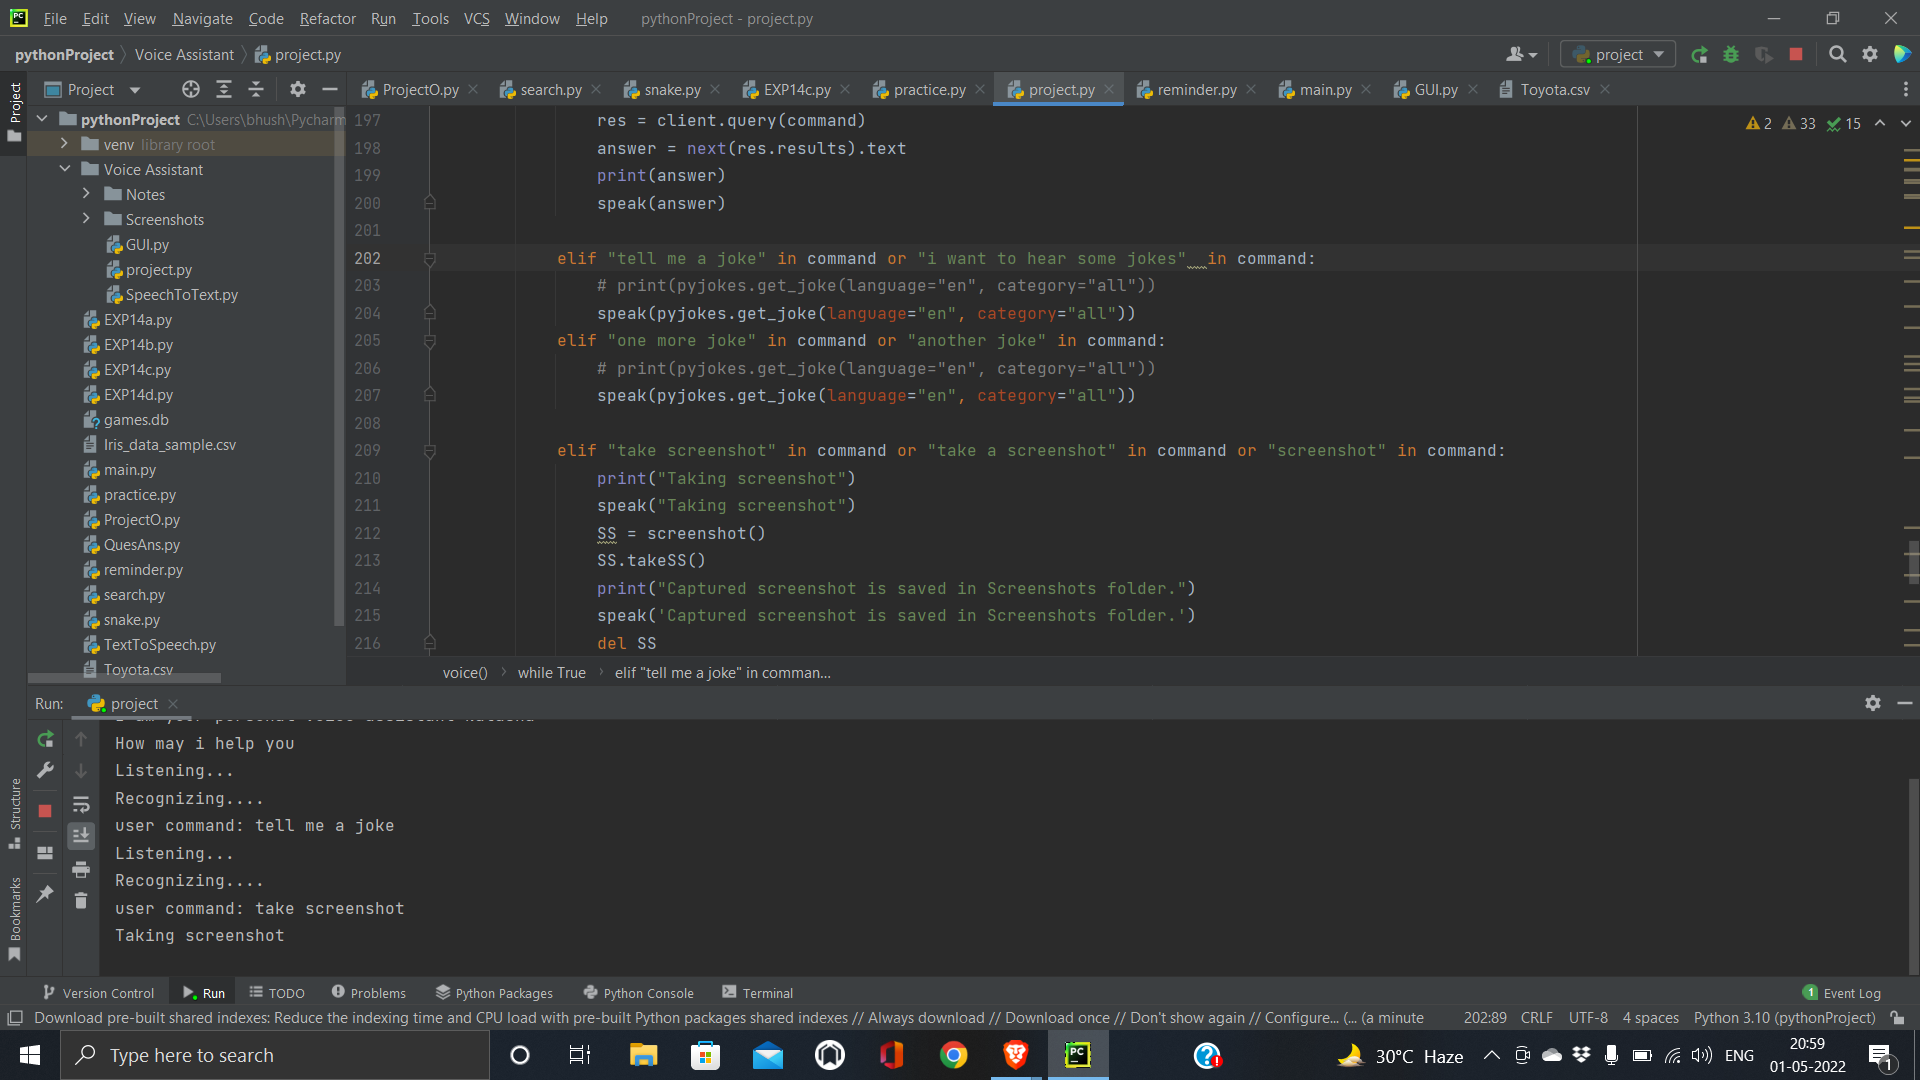 File Edit View Navigate Code Refactor Run Tools VCS Window Help pythonProject - project.py
pythonProject Voice Assistant project.py
project
Project
ProjectO.py search.py snake.py EXP14c.py practice.py project.py reminder.py main.py GUI.py Toyota.csv
Project
pythonProject C:\Users\bhush\Pycharm
venv library root
Voice Assistant
Notes
Screenshots
GUI.py
project.py
SpeechToText.py
EXP14a.py
EXP14b.py
EXP14c.py
EXP14d.py
games.db
Iris_data_sample.csv
main.py
practice.py
ProjectO.py
QuesAns.py
reminder.py
search.py
snake.py
TextToSpeech.py
Toyota.csv
2 33 15
197 res = client.query(command)
198 answer = next(res.results).text
199 print(answer)
200 speak(answer)
201
202 elif "tell me a joke" in command or "i want to hear some jokes"  in command:
203 # print(pyjokes.get_joke(language="en", category="all"))
204 speak(pyjokes.get_joke(language="en", category="all"))
205 elif "one more joke" in command or "another joke" in command:
206 # print(pyjokes.get_joke(language="en", category="all"))
207 speak(pyjokes.get_joke(language="en", category="all"))
208
209 elif "take screenshot" in command or "take a screenshot" in command or "screenshot" in command:
210 print("Taking screenshot")
211 speak("Taking screenshot")
212 SS = screenshot()
213 SS.takeSS()
214 print("Captured screenshot is saved in Screenshots folder.")
215 speak('Captured screenshot is saved in Screenshots folder.')
216 del SS
voice() while True elif "tell me a joke" in comman...
Run: project
How may i help you
Listening...
Recognizing....
user command: tell me a joke
Listening...
Recognizing....
user command: take screenshot
Taking screenshot
Structure
Bookmarks
Version Control Run TODO Problems Python Packages Python Console Terminal 1 Event Log
Download pre-built shared indexes: Reduce the indexing time and CPU load with pre-built Python packages shared indexes // Always download // Download once // Don't show again // Configure... (... (a minute 202:89 CRLF UTF-8 4 spaces Python 3.10 (pythonProject)
Type here to search
30°C Haze
ENG
20:59
01-05-2022
1